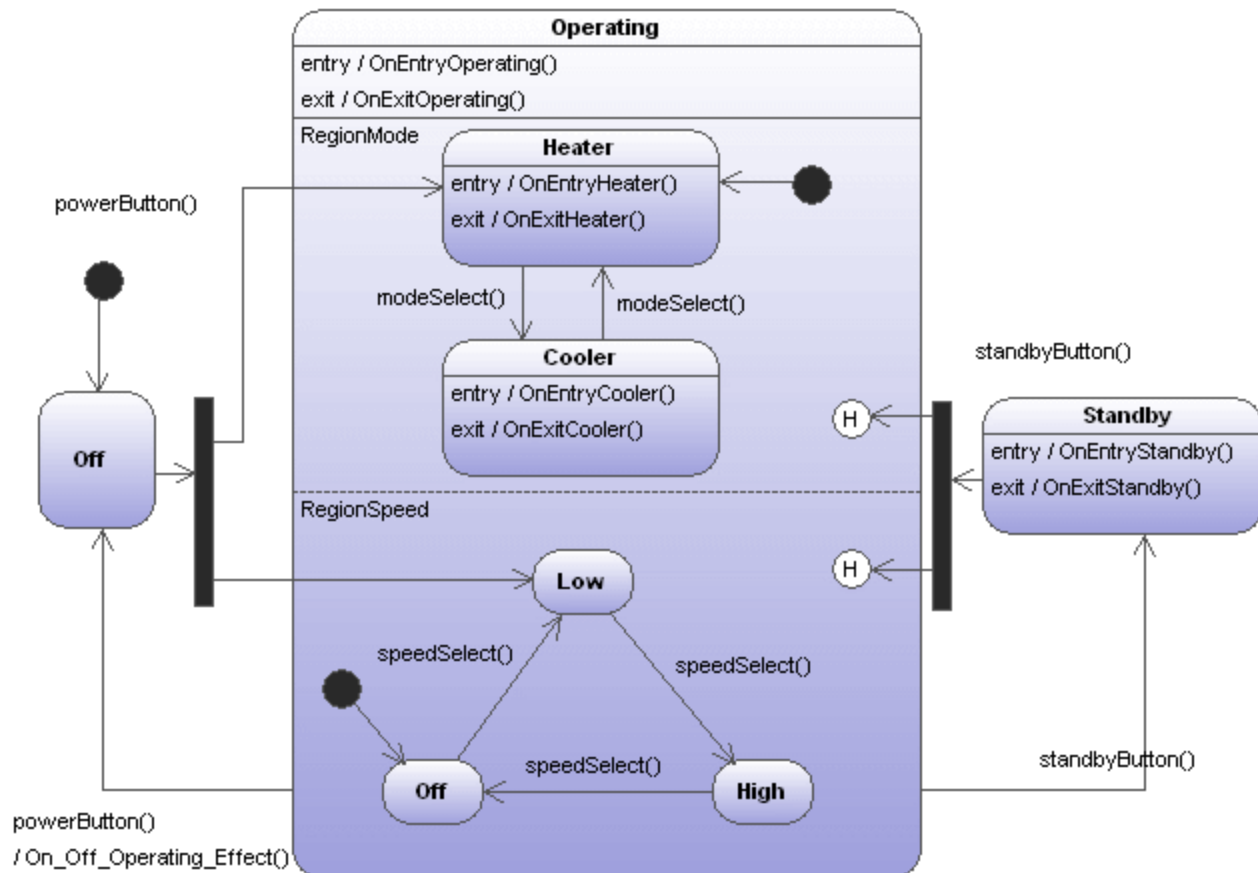 Operating
entry / OnEntryOperating()
exit / OnExitOperating()
RegionMode
Heater
entry / OnEntryHeater()
exit / OnExitHeater()
powerButton()
modeSelect()
modeSelect()
Cooler
entry / OnEntryCooler()
exit / OnExitCooler()
standbyButton()
H
Standby
entry / OnEntryStandby()
exit / OnExitStandby()
Off
RegionSpeed
Low
H
speedSelect()
speedSelect()
speedSelect()
Off
High
standbyButton()
powerButton()
/ On_Off_Operating_Effect()